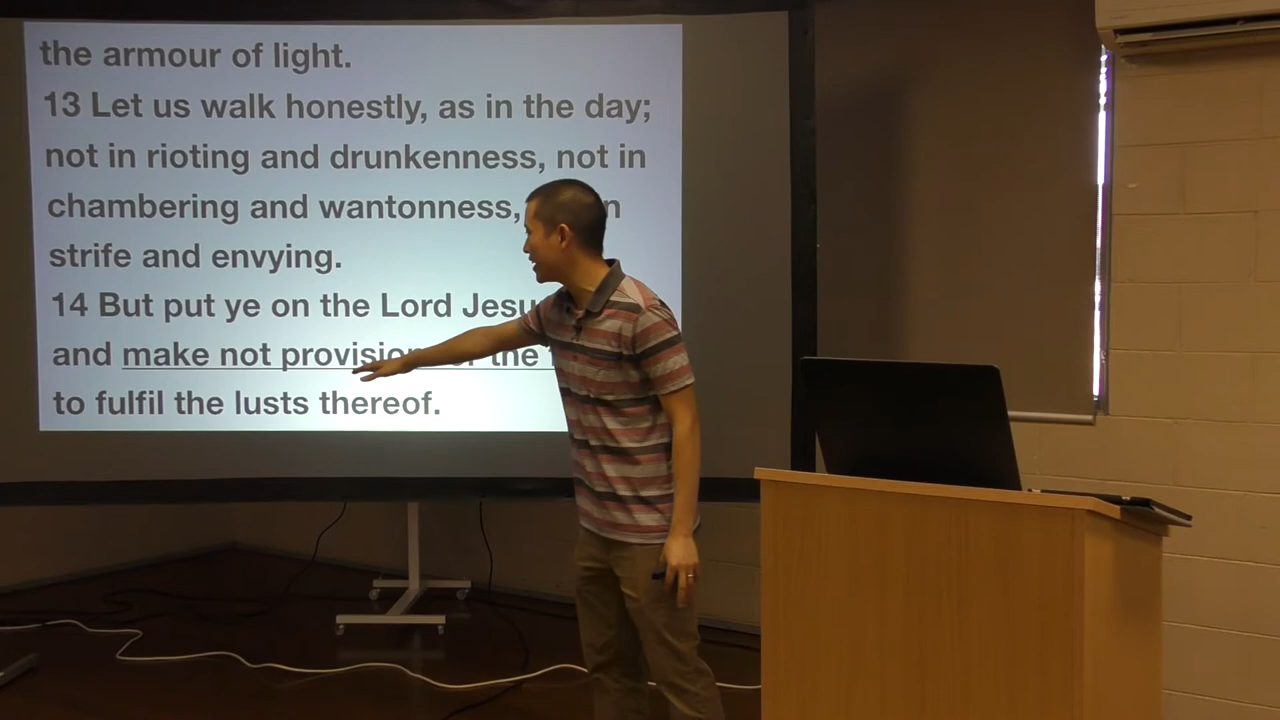 the armour of light.
13 Let us walk honestly, as in the day;
not in rioting and drunkenness, not in
chambering and wantonness,
strife and envying.
14 But put ye on the Lord
and make not the
to fulfil the lusts thereof.